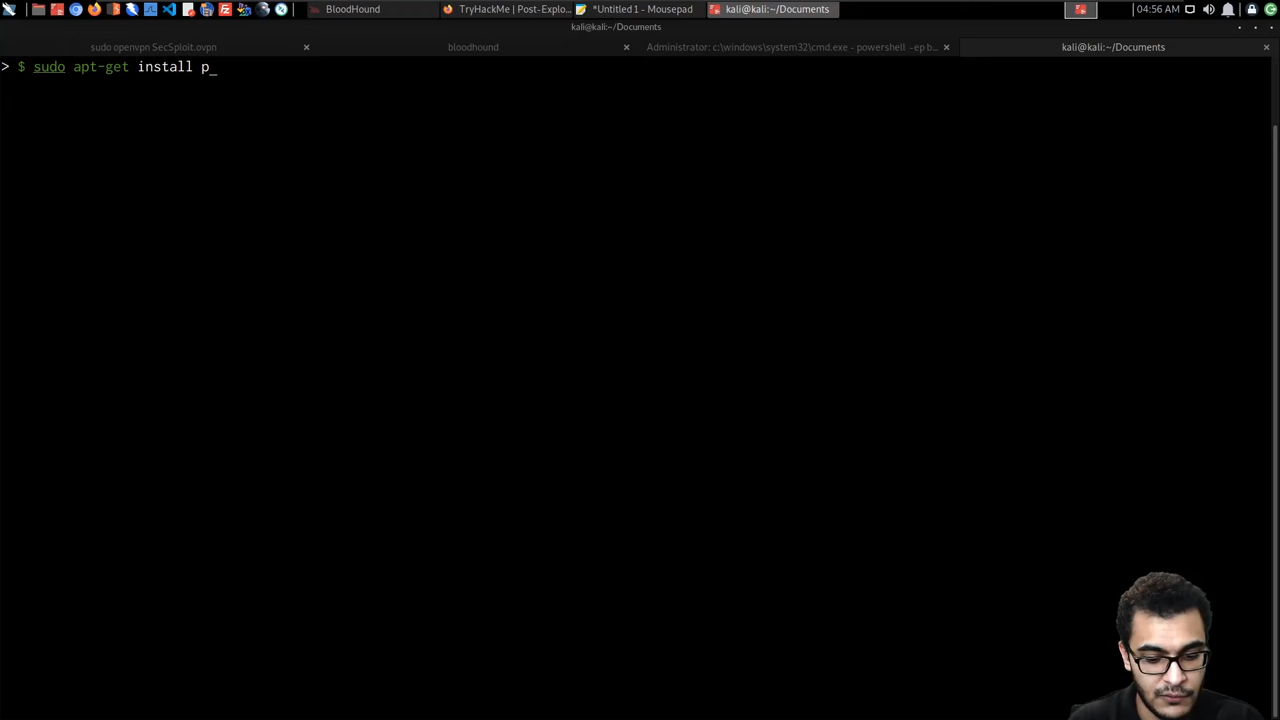 BloodHound
TryHackMe | Post-Explo...
*Untitled 1 - Mousepad
kali@kali:~/Documents
04:56 AM
kali@kali:~/Documents
sudo openvpn SecSploit.ovpn
bloodhound
Administrator: c:\windows\system32\cmd.exe - powershell -ep b...
kali@kali:~/Documents
> $ sudo apt-get install p_